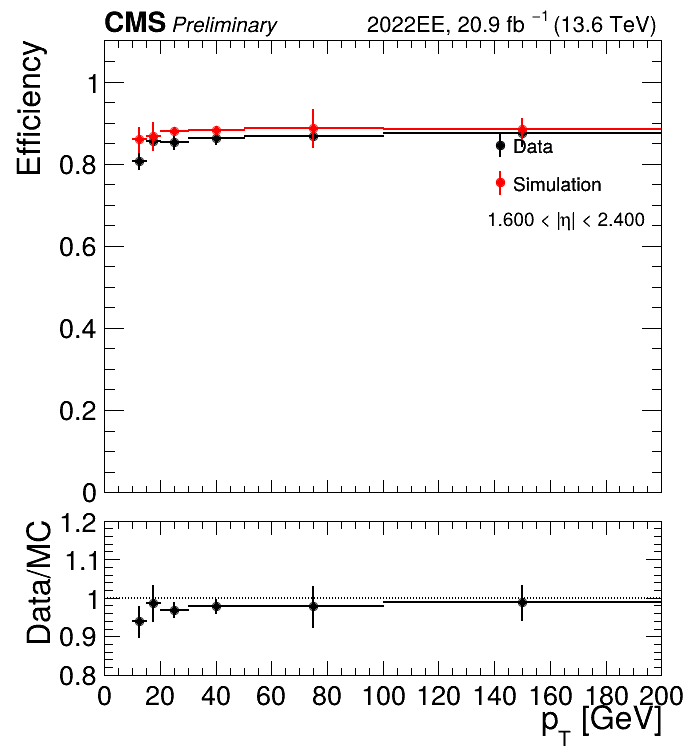 CMS Preliminary 2022EE, 20.9 fb⁻¹ (13.6 TeV)
Efficiency
1
0.8
0.6
0.4
0.2
0
Data
Simulation
1.600 < |η| < 2.400
Data/MC
1.2
1.1
1
0.9
0.8
0 20 40 60 80 100 120 140 160 180 200
p_T [GeV]